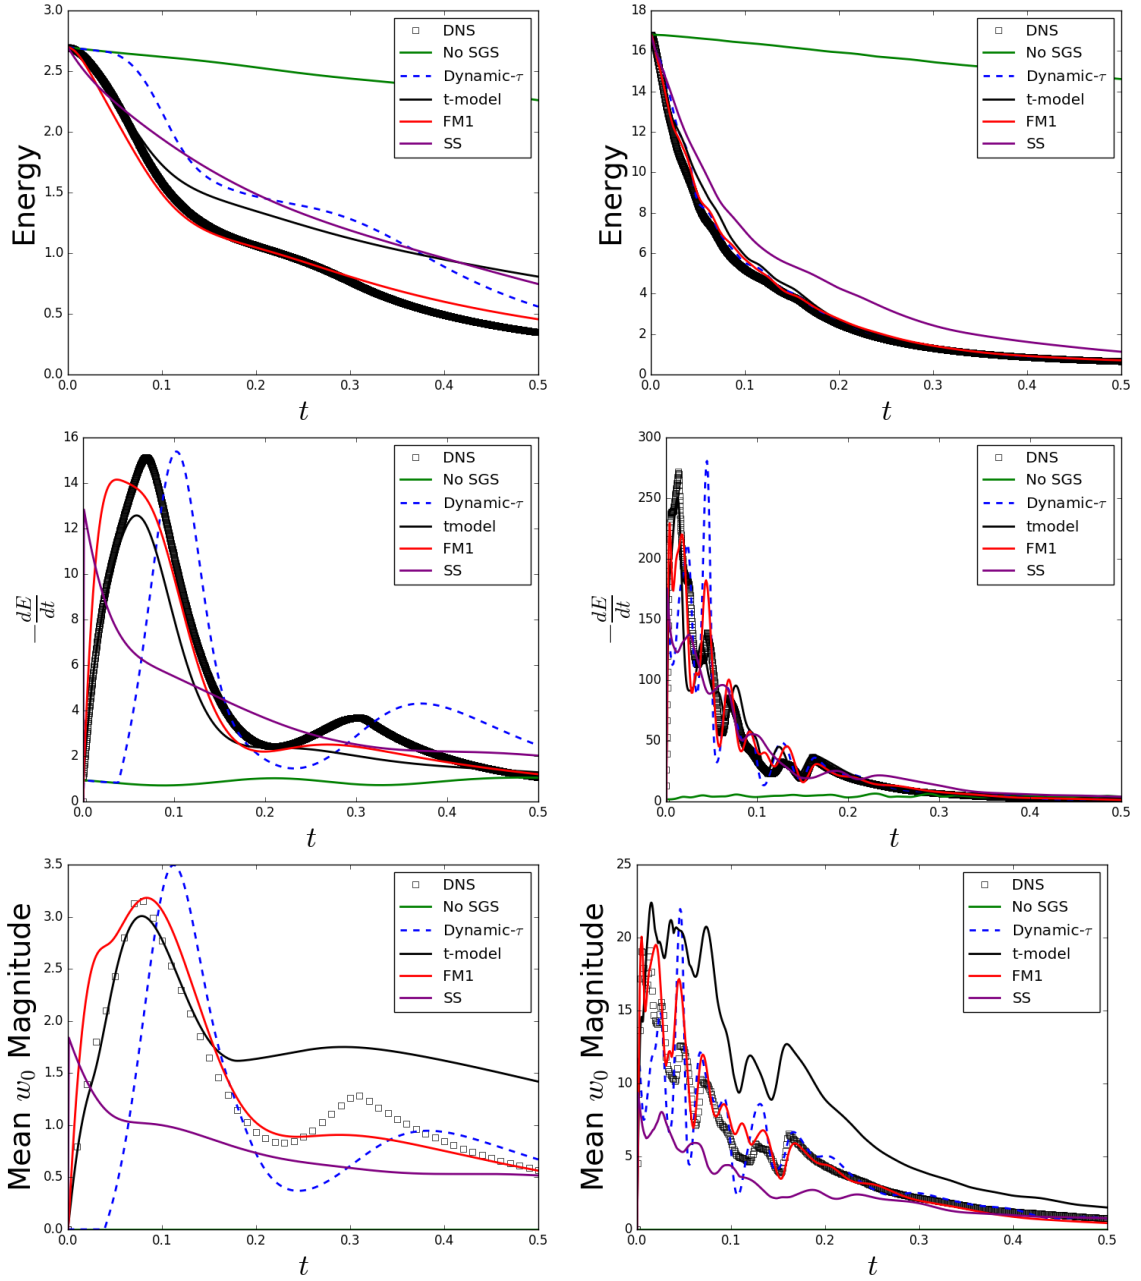 3.0
2.5
2.0
1.5
1.0
0.5
0.0
Energy
0.0 0.1 0.2 0.3 0.4 0.5
t
DNS
No SGS
Dynamic-τ
t-model
FM1
SS
18
16
14
12
10
8
6
4
2
0
Energy
0.0 0.1 0.2 0.3 0.4 0.5
t
DNS
No SGS
Dynamic-τ
t-model
FM1
SS
16
14
12
10
8
6
4
2
0
−dE/dt
0.0 0.1 0.2 0.3 0.4 0.5
t
DNS
No SGS
Dynamic-τ
tmodel
FM1
SS
300
250
200
150
100
50
0
−dE/dt
0.0 0.1 0.2 0.3 0.4 0.5
t
DNS
No SGS
Dynamic-τ
tmodel
FM1
SS
3.5
3.0
2.5
2.0
1.5
1.0
0.5
0.0
Mean w₀ Magnitude
0.0 0.1 0.2 0.3 0.4 0.5
t
DNS
No SGS
Dynamic-τ
t-model
FM1
SS
25
20
15
10
5
0
Mean w₀ Magnitude
0.0 0.1 0.2 0.3 0.4 0.5
t
DNS
No SGS
Dynamic-τ
t-model
FM1
SS